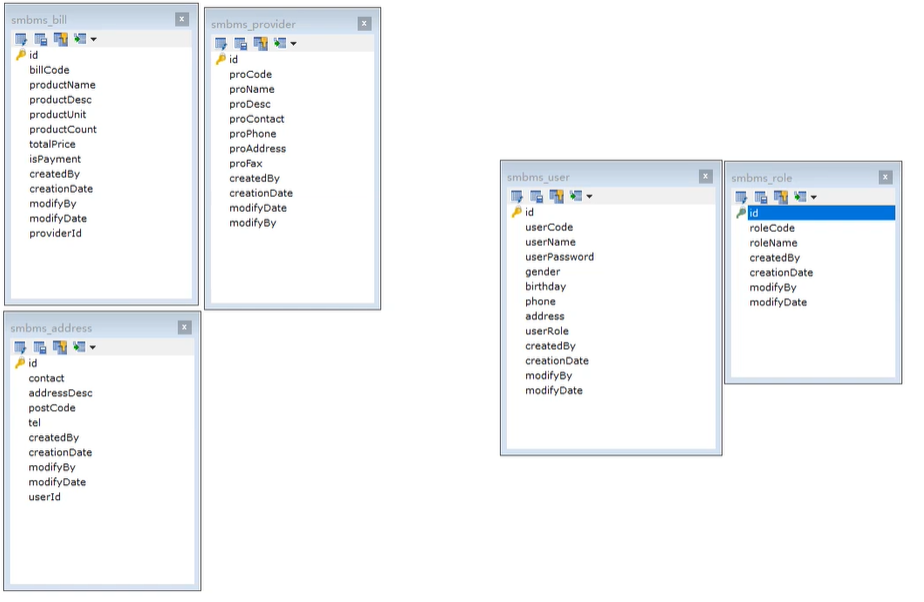 smbms_bill
id
billCode
productName
productDesc
productUnit
productCount
totalPrice
isPayment
createdBy
creationDate
modifyBy
modifyDate
providerId
smbms_provider
id
proCode
proName
proDesc
proContact
proPhone
proAddress
proFax
createdBy
creationDate
modifyDate
modifyBy
smbms_address
id
contact
addressDesc
postCode
tel
createdBy
creationDate
modifyBy
modifyDate
userId
smbms_user
id
userCode
userName
userPassword
gender
birthday
phone
address
userRole
createdBy
creationDate
modifyBy
modifyDate
smbms_role
id
roleCode
roleName
createdBy
creationDate
modifyBy
modifyDate